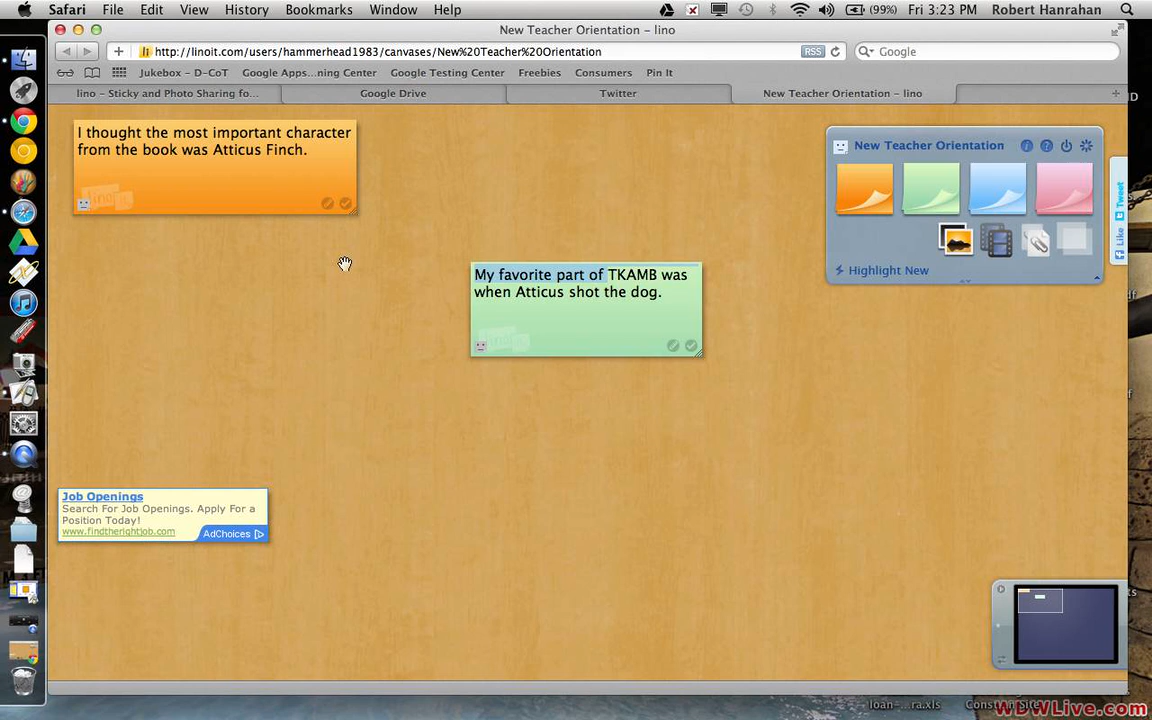 Safari File Edit View History Bookmarks Window Help
(99%) Fri 3:23 PM Robert Hanrahan
New Teacher Orientation – lino
http://linoit.com/users/hammerhead1983/canvases/New%20Teacher%20Orientation
RSS
Google
Jukebox - D-CoT Google Apps...ning Center Google Testing Center Freebies Consumers Pin It
lino - Sticky and Photo Sharing fo...
Google Drive
Twitter
New Teacher Orientation – lino
I thought the most important character
from the book was Atticus Finch.
New Teacher Orientation
Tweet
Like
Highlight New
My favorite part of TKAMB was
when Atticus shot the dog.
Job Openings
Search For Job Openings. Apply For a
Position Today!
www.findtherightjob.com
AdChoices
loan-...ra.xls
WDWLive.com